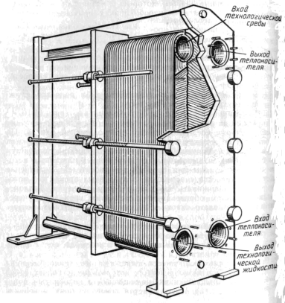 Вход
технологической
среды
Выход
теплоноси-
теля
Вход
теплоноси-
теля
Выход
технологи-
ческой
жидкости